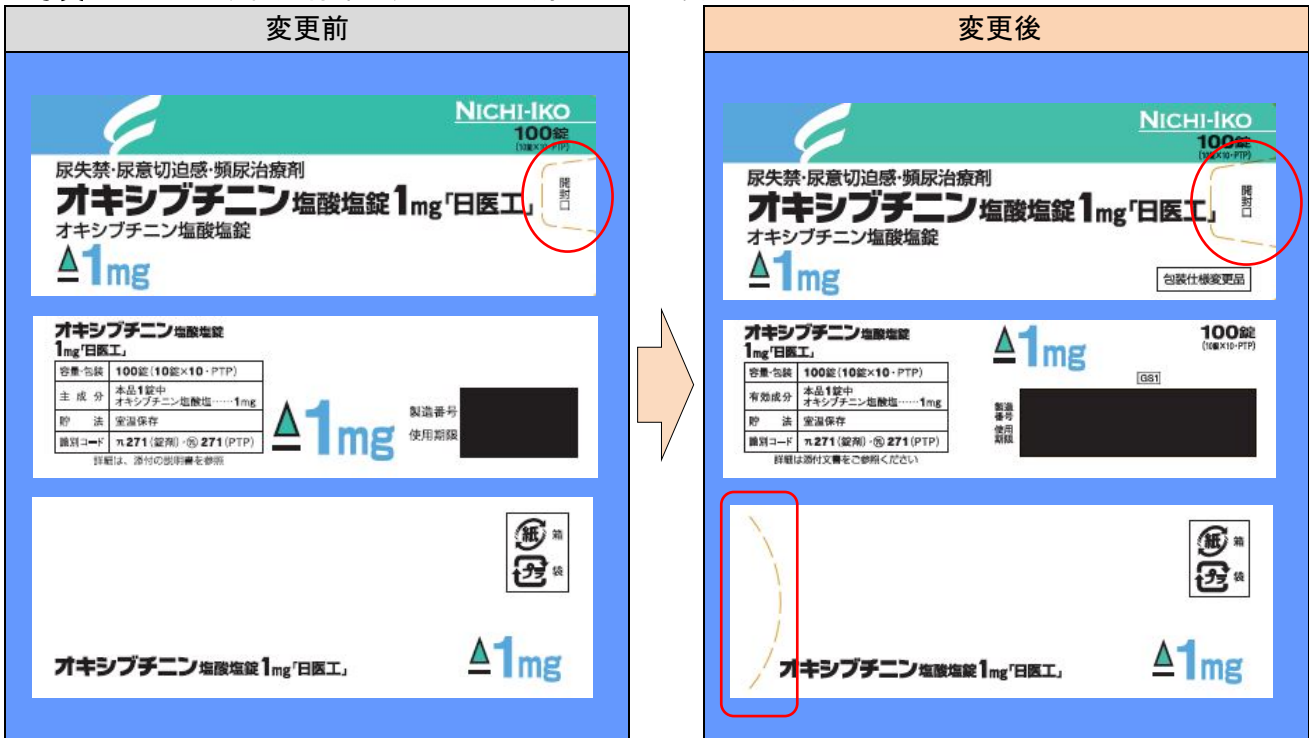 変更前
NICHI-IKO
100錠
(10錠×10・PTP)
尿失禁・尿意切迫感・頻尿治療剤
オキシブチニン塩酸塩錠1mg「日医工」
開封口
オキシブチニン塩酸塩錠
1mg
オキシブチニン塩酸塩錠
1mg「日医工」
容量・包装 100錠(10錠×10・PTP)
主成分 本品1錠中
オキシブチニン塩酸塩……1mg
貯法 室温保存
識別コード n271(錠剤)・271(PTP)
詳細は、添付の説明書を参照
1mg
製造番号
使用期限
紙 箱
プラ 袋
オキシブチニン塩酸塩錠1mg「日医工」
1mg
変更後
NICHI-IKO
100錠
(10錠×10・PTP)
尿失禁・尿意切迫感・頻尿治療剤
オキシブチニン塩酸塩錠1mg「日医工」
開封口
オキシブチニン塩酸塩錠
1mg
包装仕様変更品
オキシブチニン塩酸塩錠
1mg「日医工」
容量・包装 100錠(10錠×10・PTP)
有効成分 本品1錠中
オキシブチニン塩酸塩……1mg
貯法 室温保存
識別コード n271(錠剤)・271(PTP)
詳細は添付文書をご参照ください
1mg
100錠
(10錠×10・PTP)
GS1
製造
番号
使用
期限
紙 箱
プラ 袋
オキシブチニン塩酸塩錠1mg「日医工」
1mg